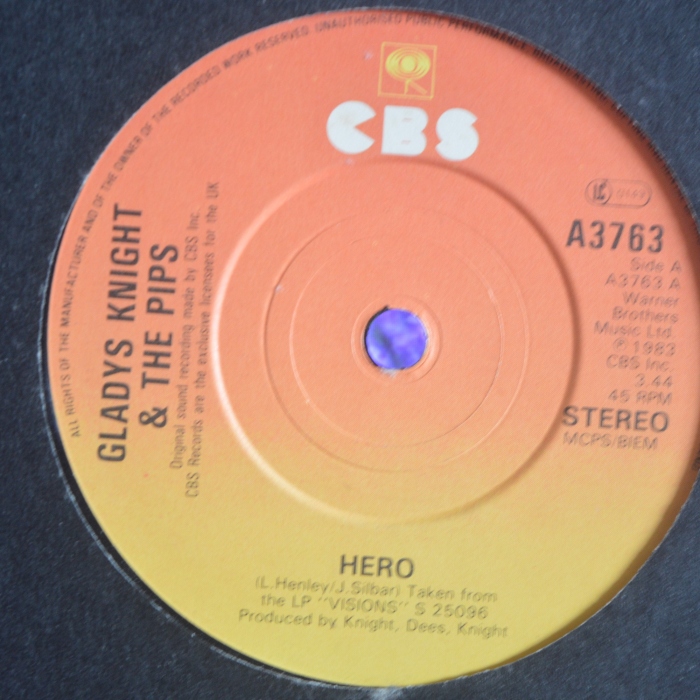 ALL RIGHTS OF THE MANUFACTURER AND OF THE OWNER OF THE RECORDED WORK RESERVED. UNAUTHORISED PUBLIC PERFORMANCE
CBS
LC
A3763
Side A
A3763 A
Warner
Brothers
Music Ltd.
℗ 1983
CBS Inc.
3.44
45 RPM
STEREO
MCPS/BIEM
GLADYS KNIGHT
& THE PIPS
Original sound recording made by CBS Inc.
CBS Records are the exclusive licensees for the UK
HERO
(L.Henley/J.Silbar) Taken from
the LP "VISIONS" S 25096
Produced by Knight, Dees, Knight